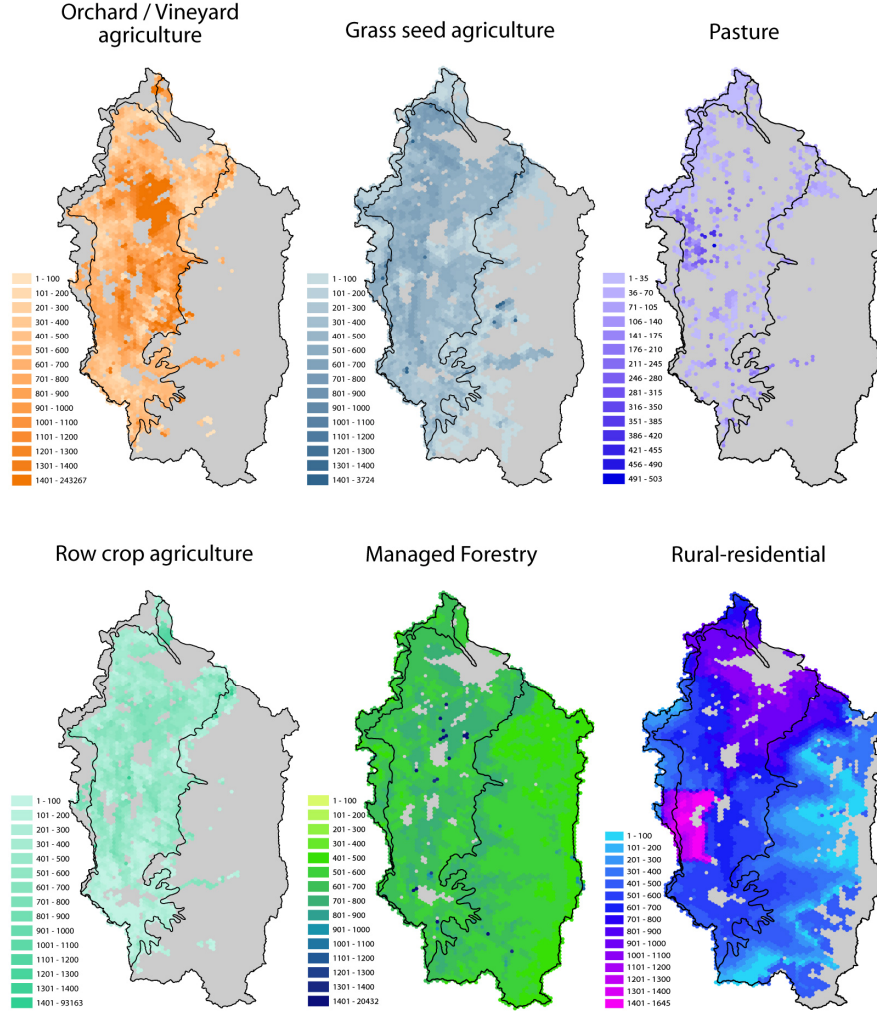 Orchard / Vineyard
agriculture
Grass seed agriculture
Pasture
1 - 100
101 - 200
201 - 300
301 - 400
401 - 500
501 - 600
601 - 700
701 - 800
801 - 900
901 - 1000
1001 - 1100
1101 - 1200
1201 - 1300
1301 - 1400
1401 - 243267
1 - 100
101 - 200
201 - 300
301 - 400
401 - 500
501 - 600
601 - 700
701 - 800
801 - 900
901 - 1000
1001 - 1100
1101 - 1200
1201 - 1300
1301 - 1400
1401 - 3724
1 - 35
36 - 70
71 - 105
106 - 140
141 - 175
176 - 210
211 - 245
246 - 280
281 - 315
316 - 350
351 - 385
386 - 420
421 - 455
456 - 490
491 - 503
Row crop agriculture
Managed Forestry
Rural-residential
1 - 100
101 - 200
201 - 300
301 - 400
401 - 500
501 - 600
601 - 700
701 - 800
801 - 900
901 - 1000
1001 - 1100
1101 - 1200
1201 - 1300
1301 - 1400
1401 - 93163
1 - 100
101 - 200
201 - 300
301 - 400
401 - 500
501 - 600
601 - 700
701 - 800
801 - 900
901 - 1000
1001 - 1100
1101 - 1200
1201 - 1300
1301 - 1400
1401 - 20432
1 - 100
101 - 200
201 - 300
301 - 400
401 - 500
501 - 600
601 - 700
701 - 800
801 - 900
901 - 1000
1001 - 1100
1101 - 1200
1201 - 1300
1301 - 1400
1401 - 1645